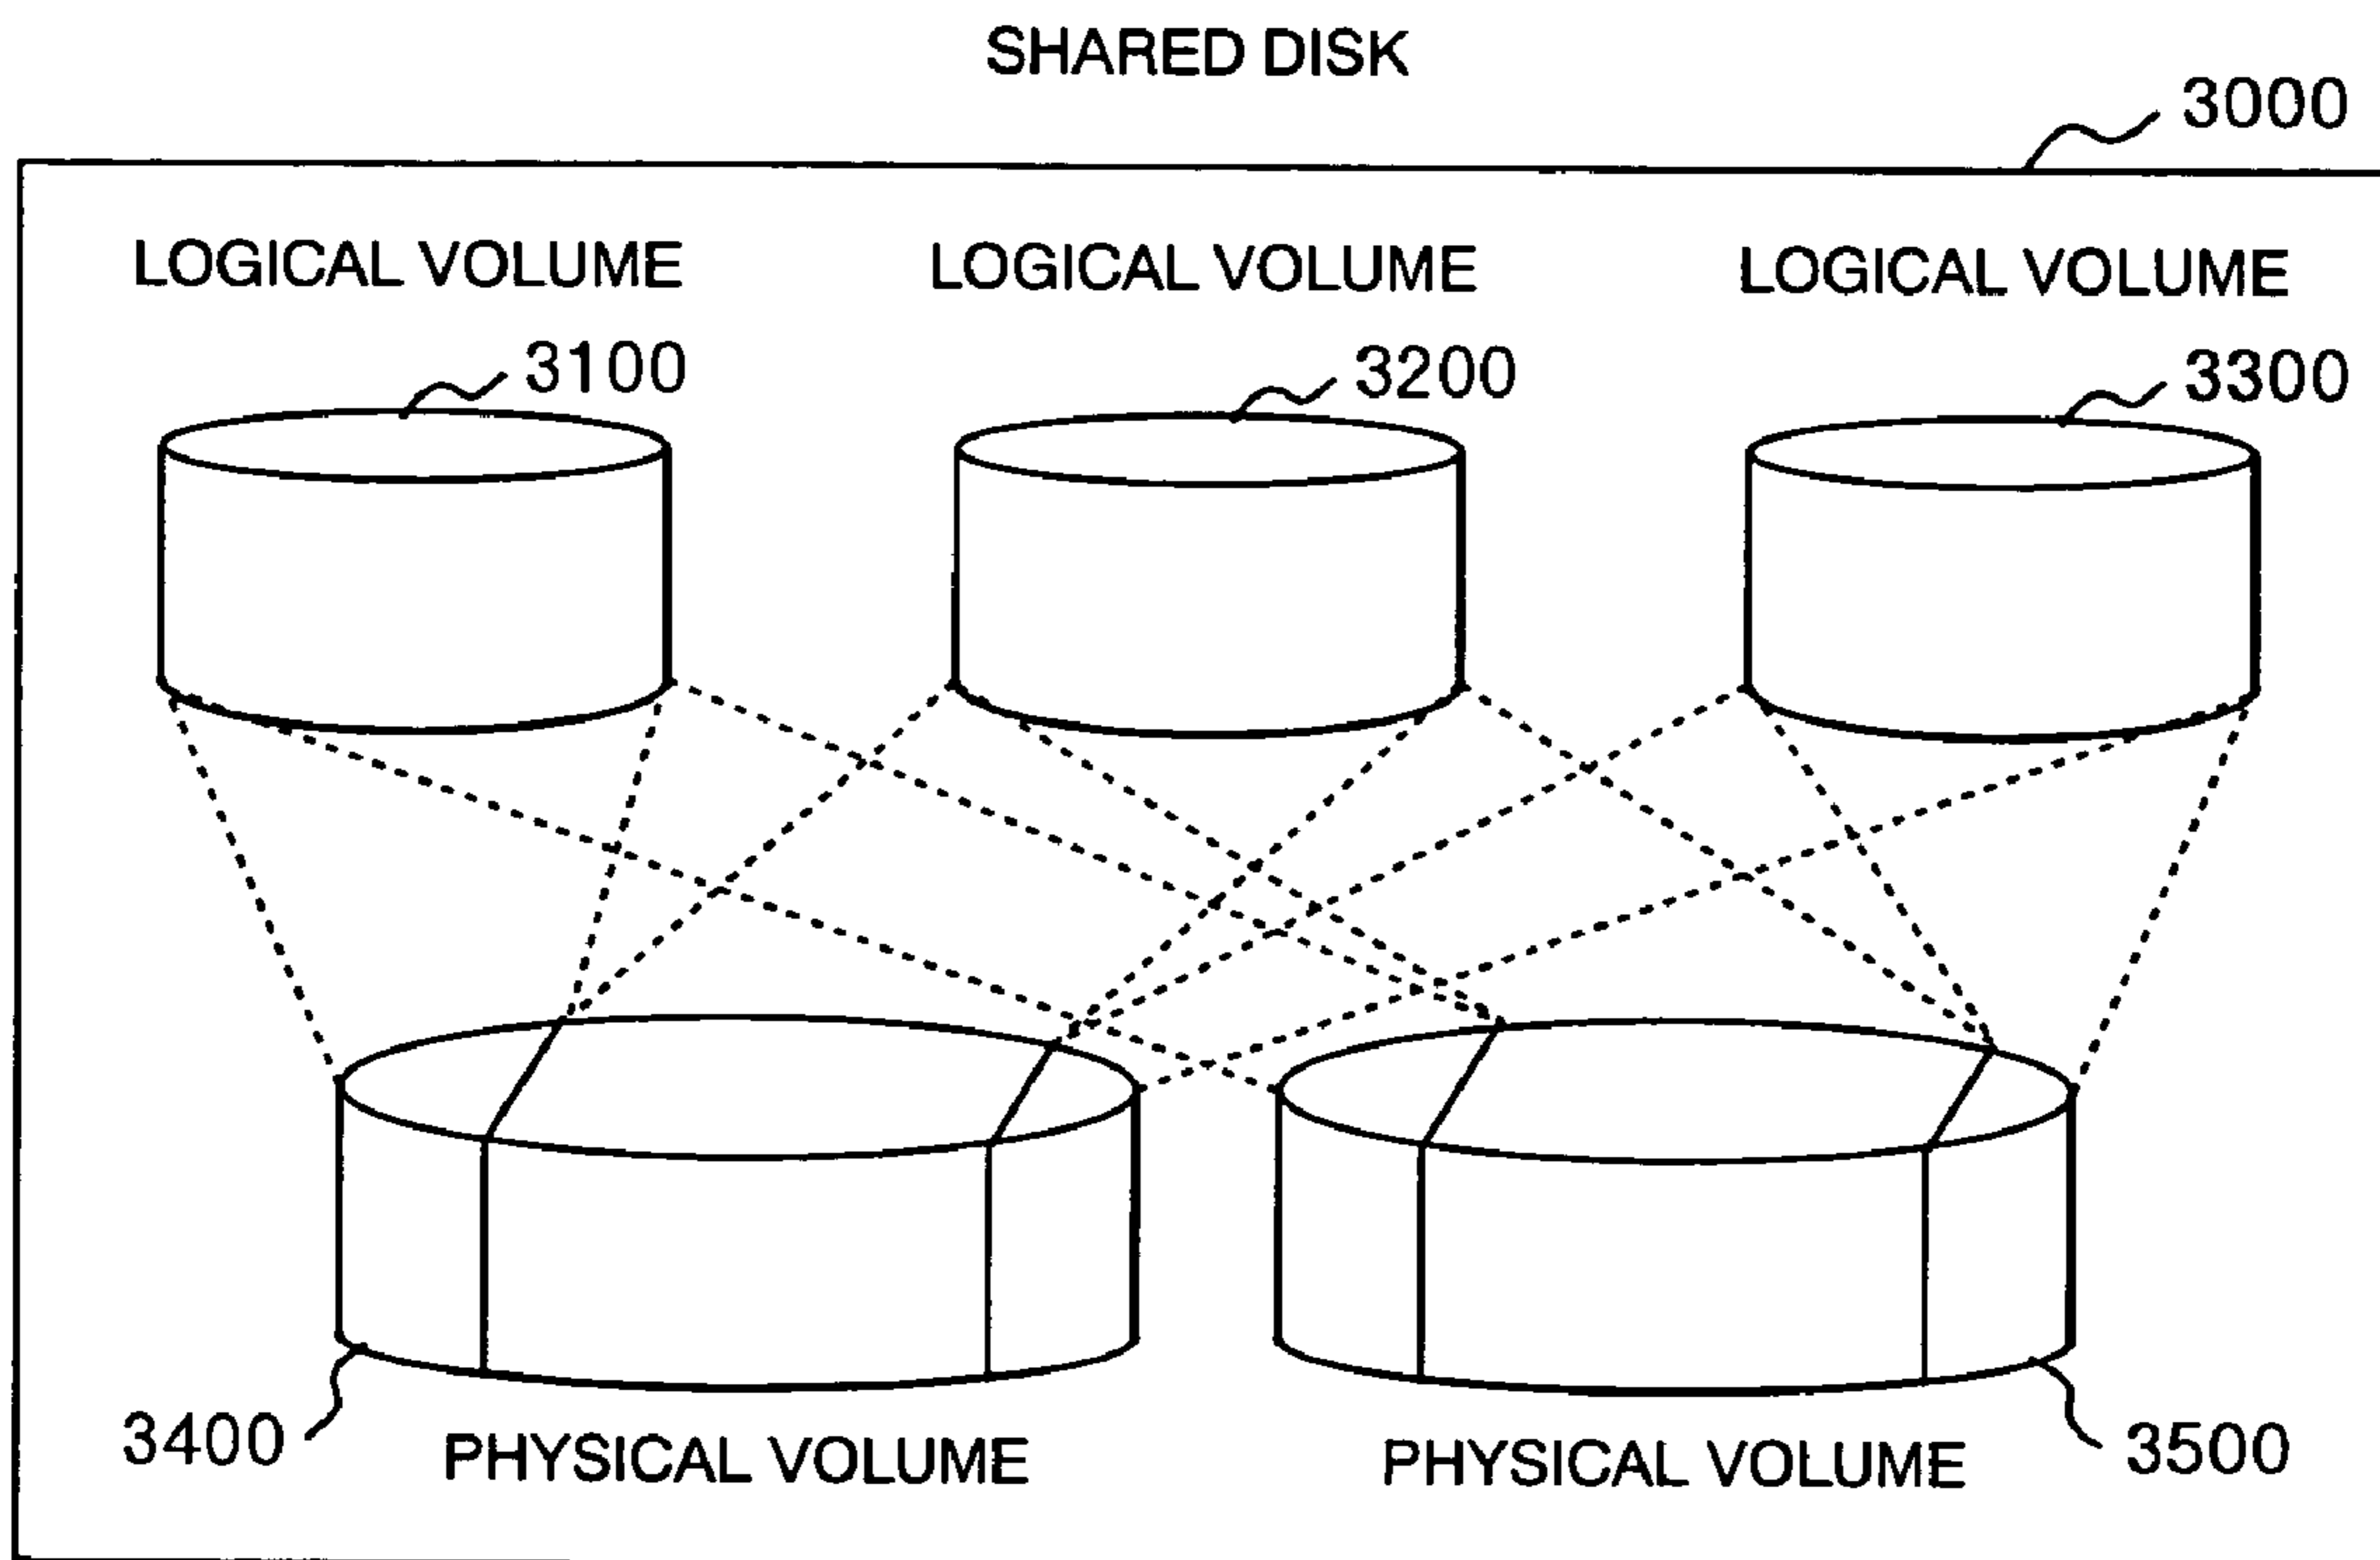 SHARED DISK
3000
LOGICAL VOLUME
LOGICAL VOLUME
LOGICAL VOLUME
3100
3200
3300
3400
PHYSICAL VOLUME
PHYSICAL VOLUME
3500